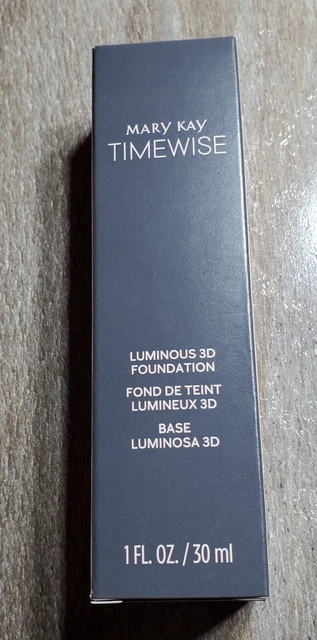 MARY KAY
TIMEWISE
LUMINOUS 3D
FOUNDATION
FOND DE TEINT
LUMINEUX 3D
BASE
LUMINOSA 3D
1 FL. OZ. / 30 ml